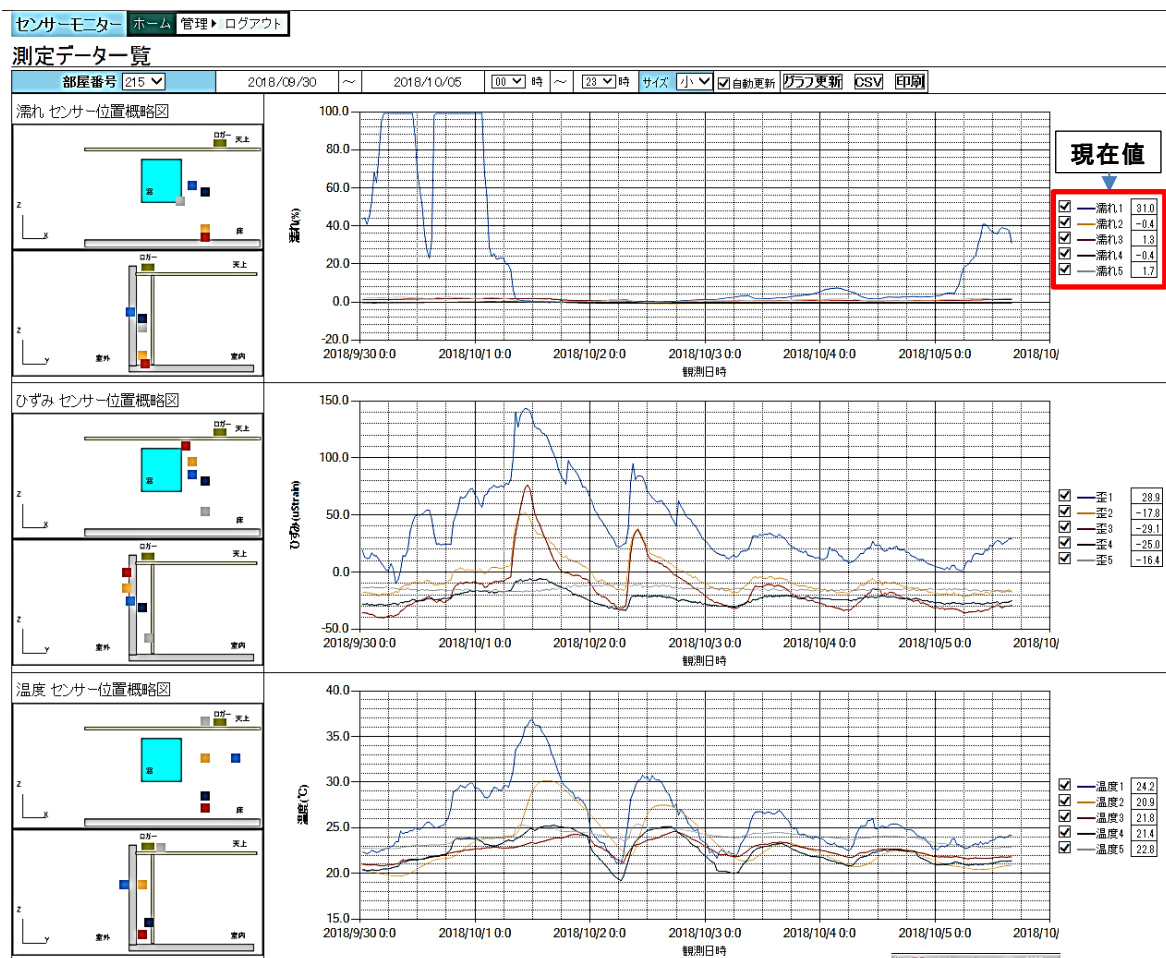 センサーモニター ホーム 管理▶ ログアウト
測定データ一覧
部屋番号 215 2018/09/30 ～ 2018/10/05 00 時 ～ 23 時 サイズ 小 自動更新 グラフ更新 CSV 印刷
濡れ センサー位置概略図
ロガー 天上
窓
Z
X
床
ロガー
天上
Z
Y
室外
室内
100.0
80.0
60.0
40.0
20.0
0.0
-20.0
濡れ(%)
2018/9/30 0:0 2018/10/1 0:0 2018/10/2 0:0 2018/10/3 0:0 2018/10/4 0:0 2018/10/5 0:0 2018/10/
観測日時
現在値
濡れ1 31.0
濡れ2 -0.4
濡れ3 1.3
濡れ4 -0.4
濡れ5 1.7
ひずみ センサー位置概略図
ロガー 天上
窓
Z
X
床
ロガー
天上
Z
Y
室外
室内
150.0
100.0
50.0
0.0
-50.0
ひずみ(uStrain)
2018/9/30 0:0 2018/10/1 0:0 2018/10/2 0:0 2018/10/3 0:0 2018/10/4 0:0 2018/10/5 0:0 2018/10/
観測日時
歪1 28.9
歪2 -17.8
歪3 -29.1
歪4 -25.0
歪5 -16.4
温度 センサー位置概略図
ロガー 天上
窓
Z
X
床
ロガー
天上
Z
Y
室外
室内
40.0
35.0
30.0
25.0
20.0
15.0
温度(℃)
2018/9/30 0:0 2018/10/1 0:0 2018/10/2 0:0 2018/10/3 0:0 2018/10/4 0:0 2018/10/5 0:0 2018/10/
観測日時
温度1 24.2
温度2 20.9
温度3 21.8
温度4 21.4
温度5 22.8